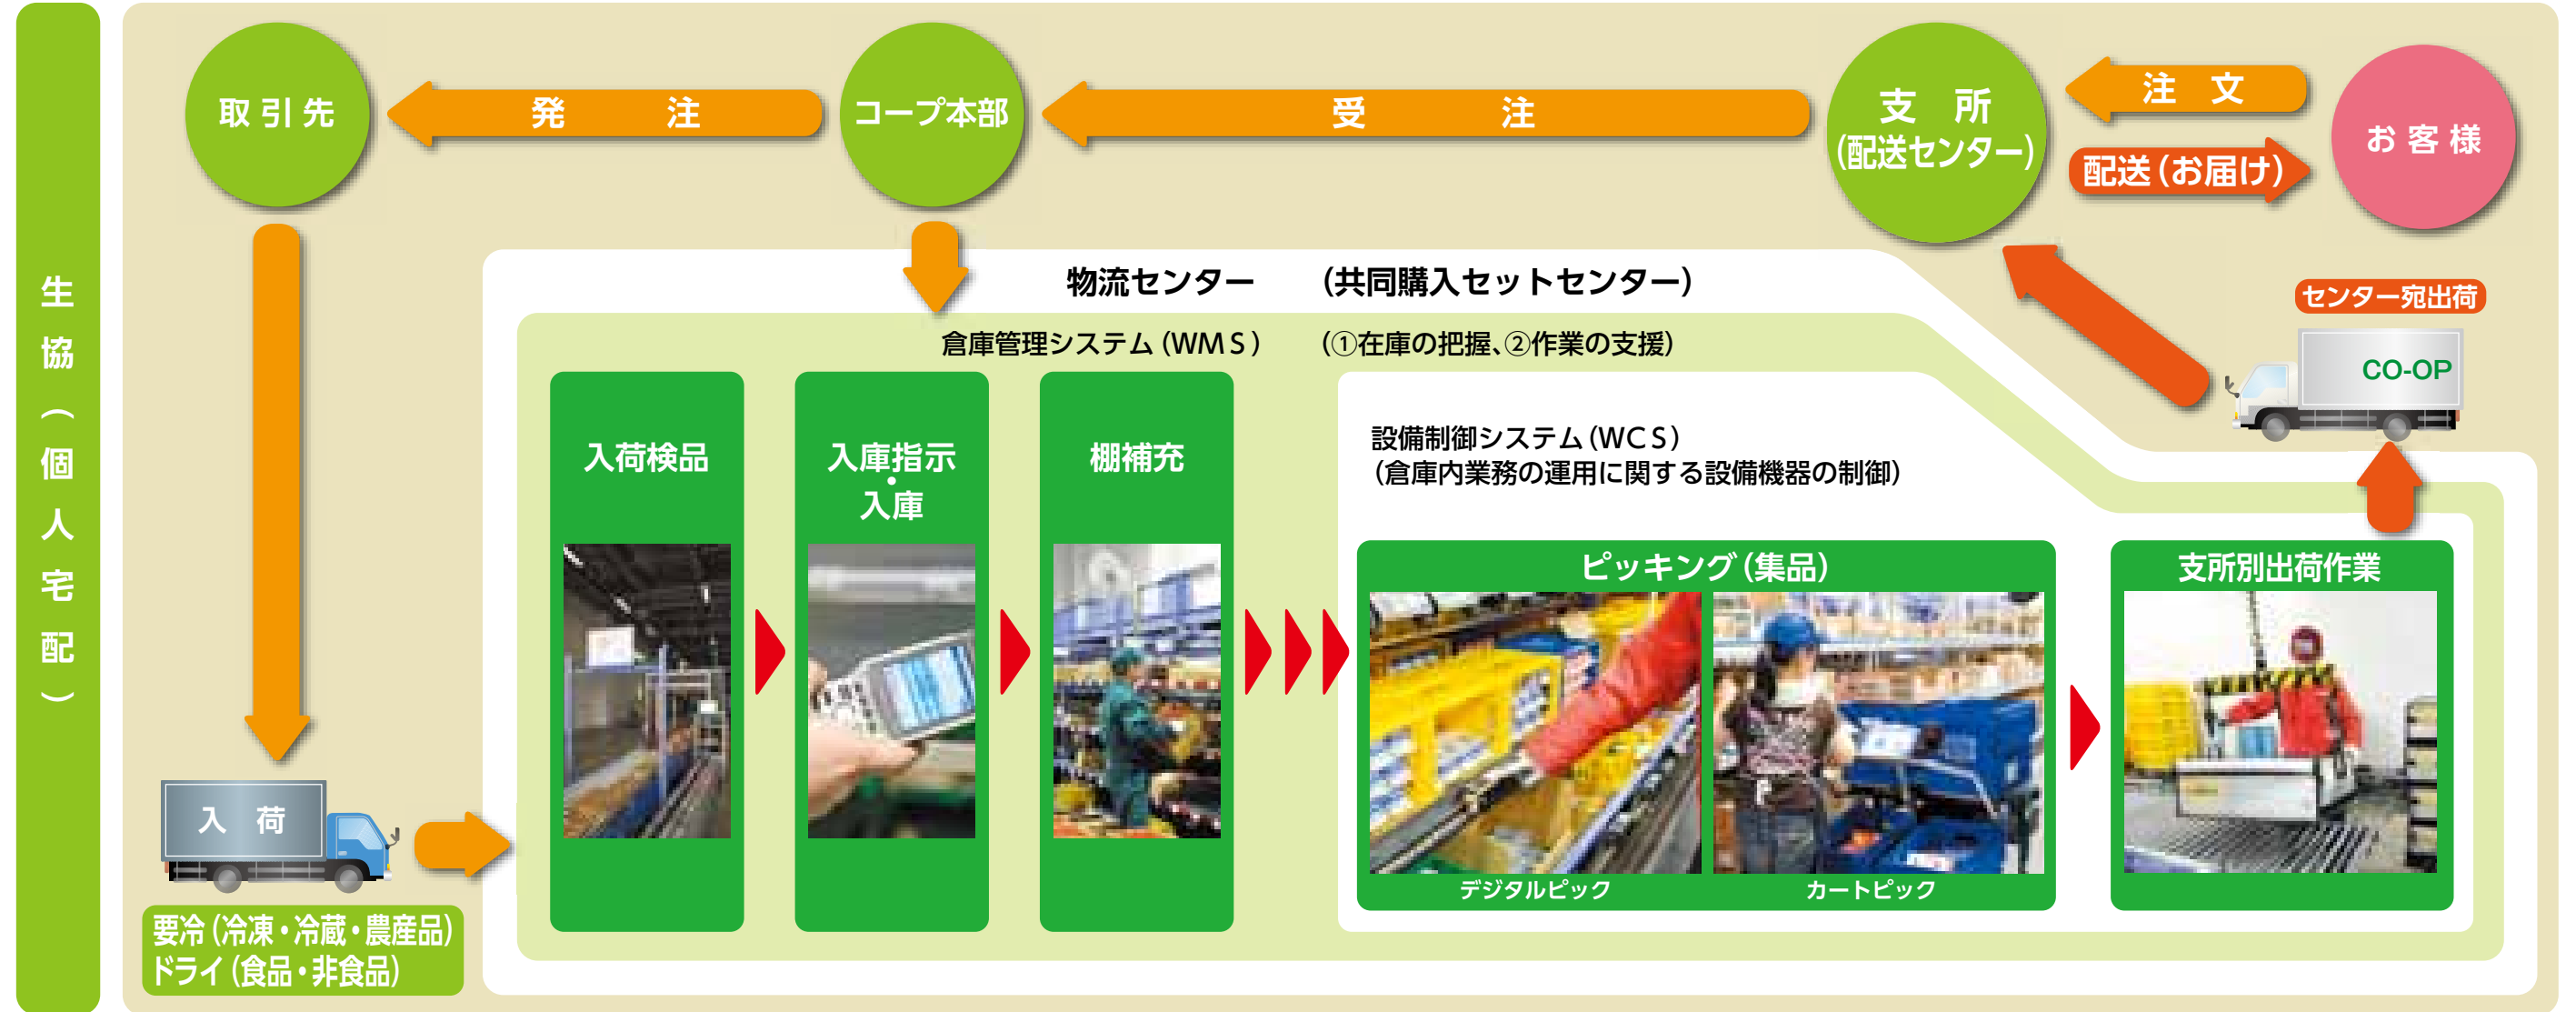 生協（個人宅配）
取引先
発注
コープ本部
受注
支所
(配送センター)
注文
配送(お届け)
お客様
物流センター (共同購入セットセンター)
センター宛出荷
CO-OP
倉庫管理システム(WMS) (①在庫の把握、②作業の支援)
入荷検品
入庫指示
・
入庫
棚補充
設備制御システム(WCS)
(倉庫内業務の運用に関する設備機器の制御)
ピッキング(集品)
デジタルピック
カートピック
支所別出荷作業
入荷
要冷(冷凍・冷蔵・農産品)
ドライ(食品・非食品)